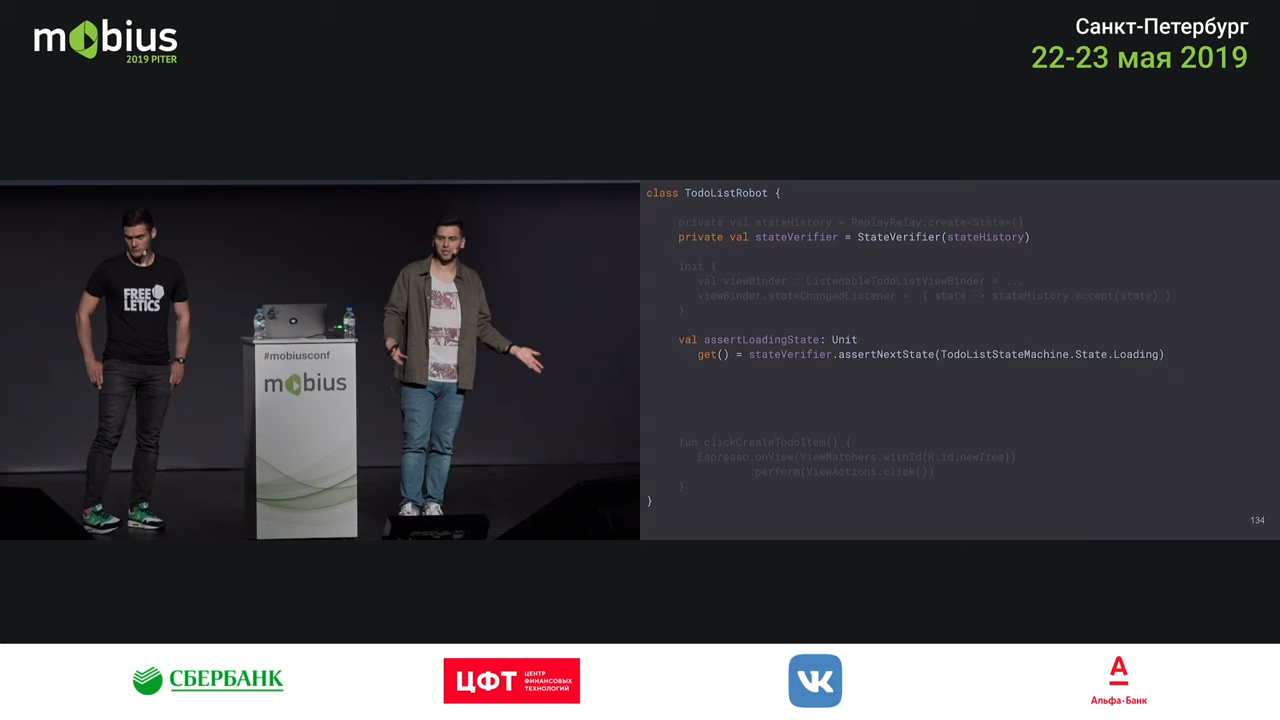 mobius
2019 PITER
Санкт-Петербург
22-23 мая 2019
FREE
LETICS
#mobiusconf
mobius
class TodoListRobot {
private val stateHistory = ReplayRelay.create<State>()
private val stateVerifier = StateVerifier(stateHistory)
init {
val viewBinder : ListenableTodoListViewBinder = ...
viewBinder.stateChangedListener = { state -> stateHistory.accept(state) }
}
val assertLoadingState: Unit
get() = stateVerifier.assertNextState(TodoListStateMachine.State.Loading)
fun clickCreateTodoItem() {
Espresso.onView(ViewMatchers.withId(R.id.newItem))
.perform(ViewActions.click())
}
}
134
СБЕРБАНК
ЦФТ
ЦЕНТР
ФИНАНСОВЫХ
ТЕХНОЛОГИЙ
VK
А
Альфа·Банк